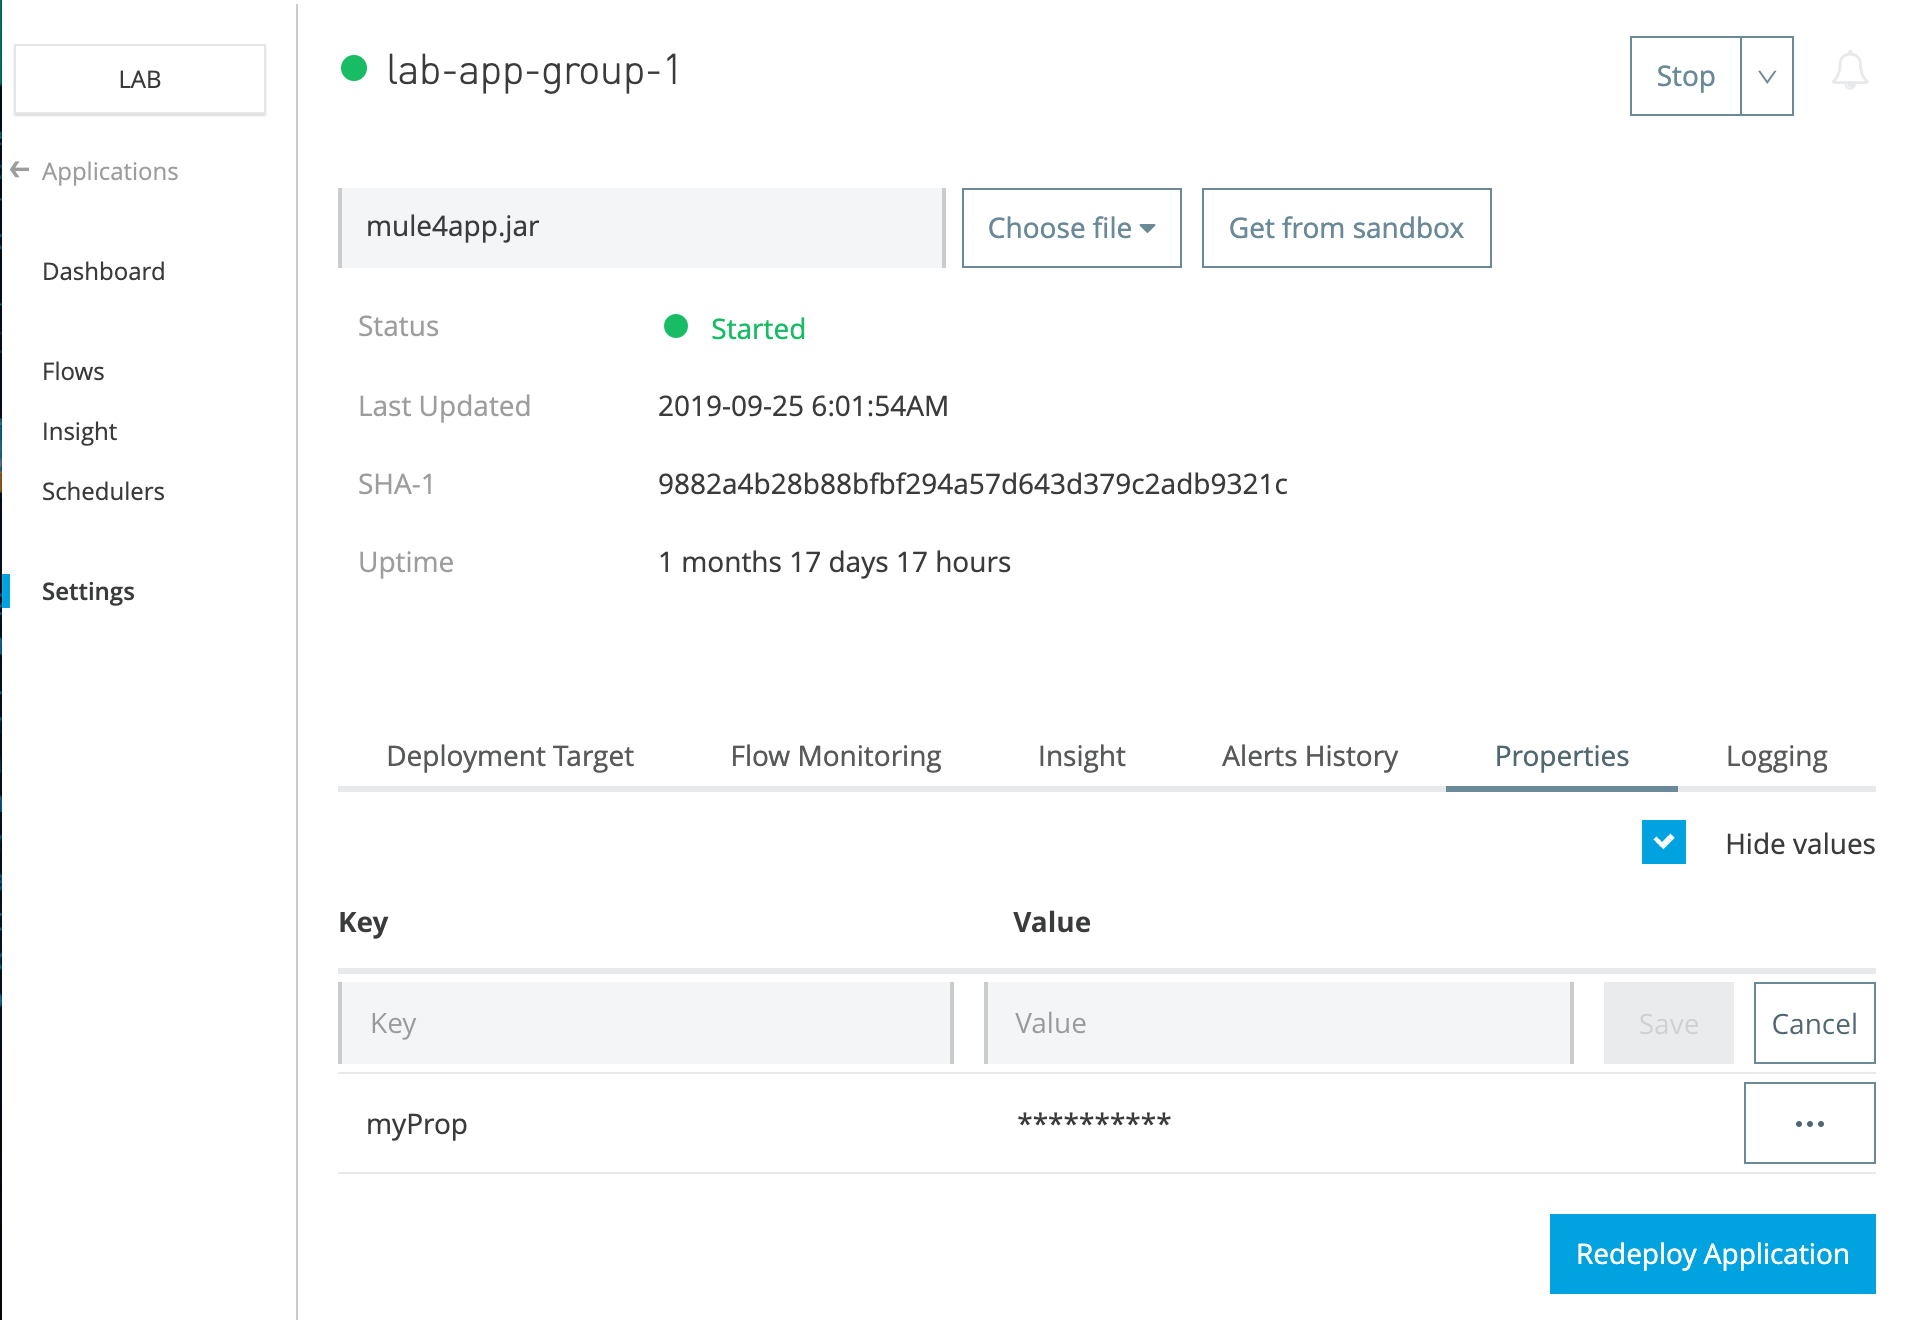 LAB
Applications
Dashboard
Flows
Insight
Schedulers
Settings
lab-app-group-1
Stop
mule4app.jar
Choose file
Get from sandbox
Status
Started
Last Updated
2019-09-25 6:01:54AM
SHA-1
9882a4b28b88bfbf294a57d643d379c2adb9321c
Uptime
1 months 17 days 17 hours
Deployment Target
Flow Monitoring
Insight
Alerts History
Properties
Logging
Hide values
Key
Value
Key
Value
Save
Cancel
myProp
**********
...
Redeploy Application